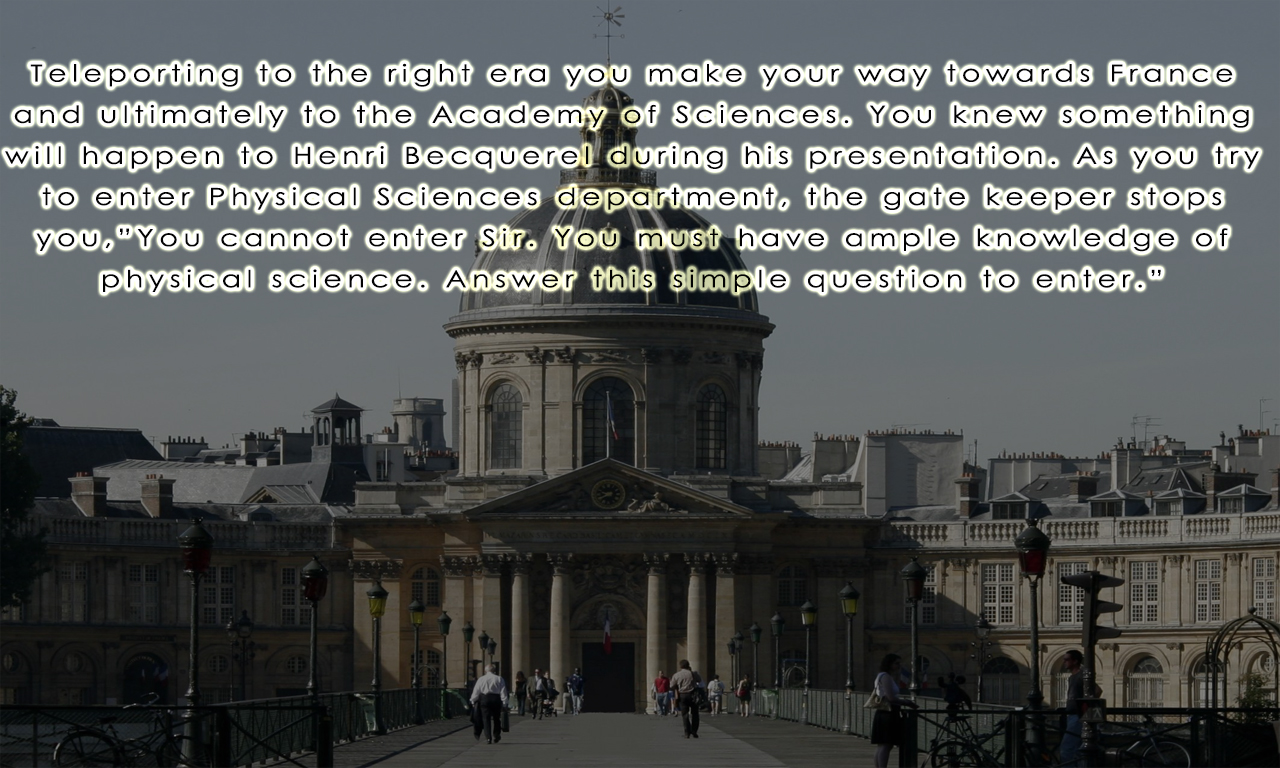 Teleporting to the right era you make your way towards France
and ultimately to the Academy of Sciences. You knew something
will happen to Henri Becquerel during his presentation. As you try
to enter Physical Sciences department, the gate keeper stops
you,”You cannot enter Sir. You must have ample knowledge of
physical science. Answer this simple question to enter.”